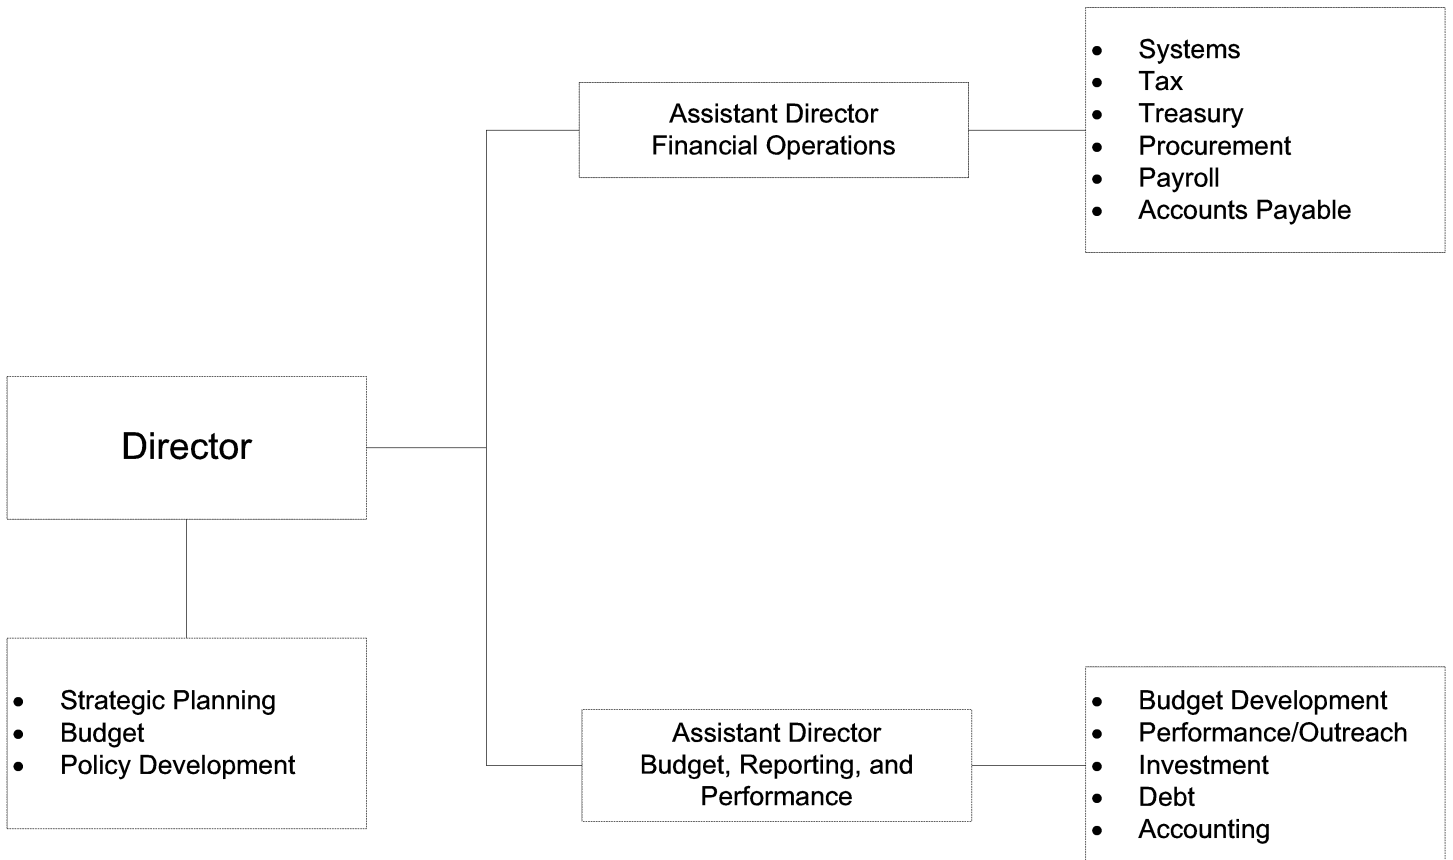 Systems
Tax
Treasury
Procurement
Payroll
Accounts Payable
Assistant Director
Financial Operations
Director
Strategic Planning
Budget
Policy Development
Assistant Director
Budget, Reporting, and
Performance
Budget Development
Performance/Outreach
Investment
Debt
Accounting